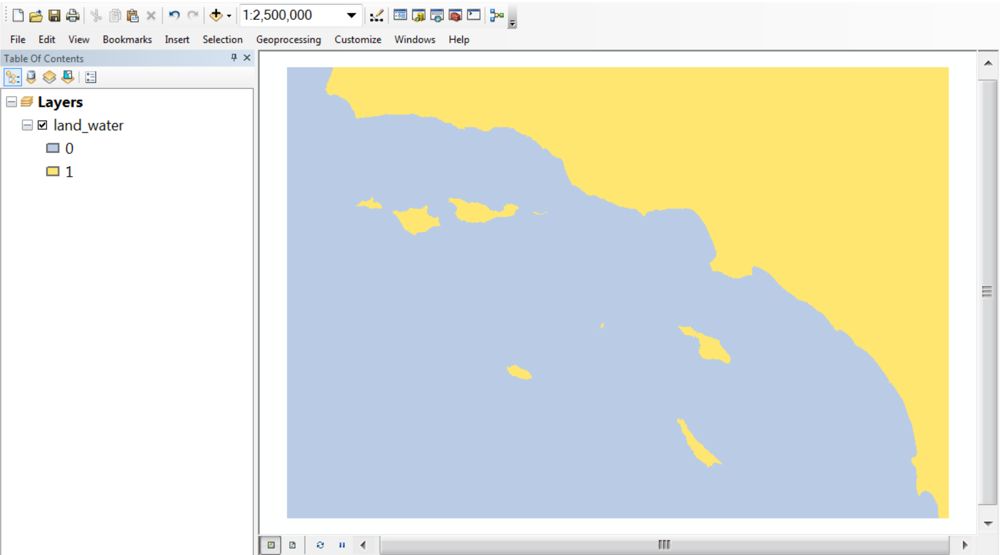 1:2,500,000
File Edit View Bookmarks Insert Selection Geoprocessing Customize Windows Help
Table Of Contents
Layers
land_water
0
1